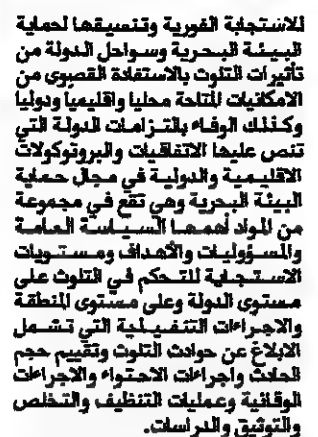 للاستجابة الفورية وتنسيقها لحماية
البيئة البحرية وسواحل الدولة من
تأثيرات التلوث بالاستفادة القصوى من
الامكانيات المتاحة محليا واقليميا ودوليا
وكذلك الوفاء بالتزامات الدولة التي
تنص عليها الاتفاقيات والبروتوكولات
الاقليمية والدولية في مجال حماية
البيئة البحرية وهي تقع في مجموعة
من المواد أهمها السياسة العامة
والمسؤوليات والأهداف ومستويات
الاستجابة للتحكم في التلوث على
مستوى الدولة وعلى مستوى المنطقة
والاجراءات التنفيذية التي تشمل
الابلاغ عن حوادث التلوث وتقييم حجم
الحادث واجراءات الاحتواء والاجراءات
الوقائية وعمليات التنظيف والتخلص
والتوثيق والدراسات.